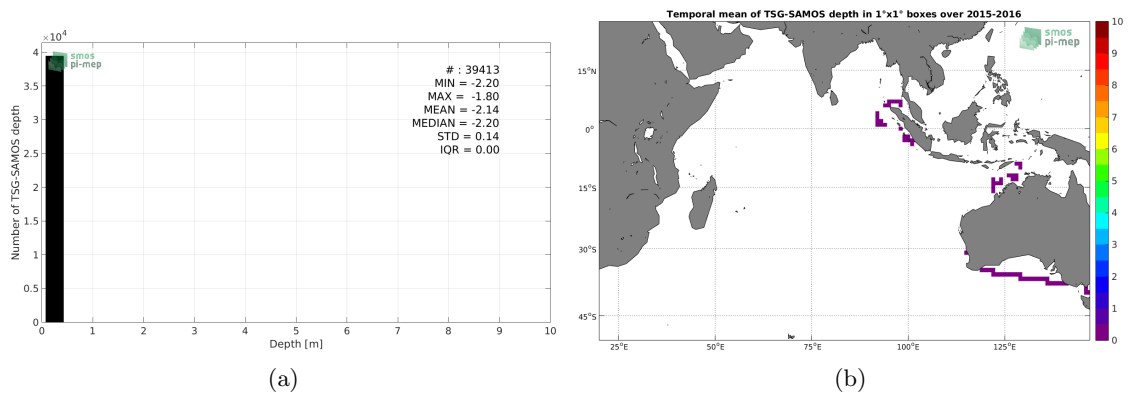 ×10⁴
smos
pi-mep
# : 39413
MIN = -2.20
MAX = -1.80
MEAN = -2.14
MEDIAN = -2.20
STD = 0.14
IQR = 0.00
Number of TSG-SAMOS depth
4
3.5
3
2.5
2
1.5
1
0.5
0
0 1 2 3 4 5 6 7 8 9 10
Depth [m]
(a)
Temporal mean of TSG-SAMOS depth in 1°x1° boxes over 2015-2016
smos
pi-mep
15°N
0°
15°S
30°S
45°S
25°E 50°E 75°E 100°E 125°E
10
9
8
7
6
5
4
3
2
1
0
(b)